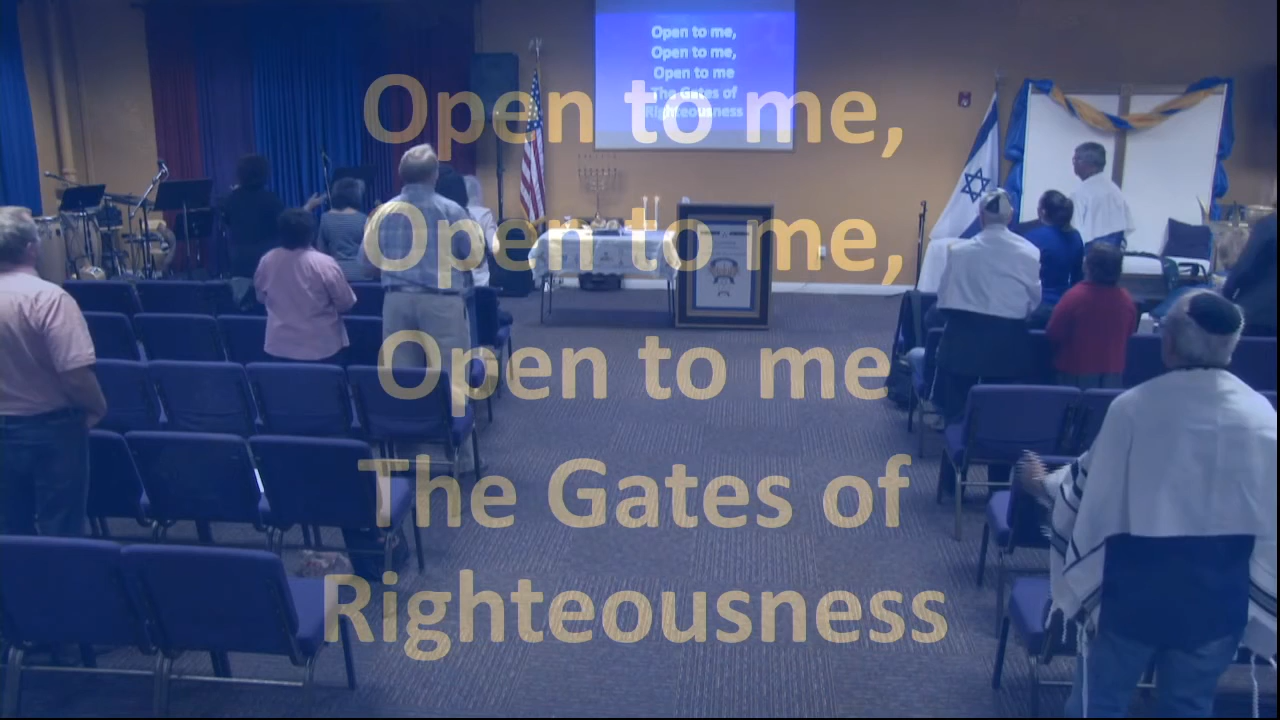 Open to me,
Open to me,
Open to me
The Gates of
Righteousness
Open to me,
Open to me,
Open to me
The Gates of
Righteousness